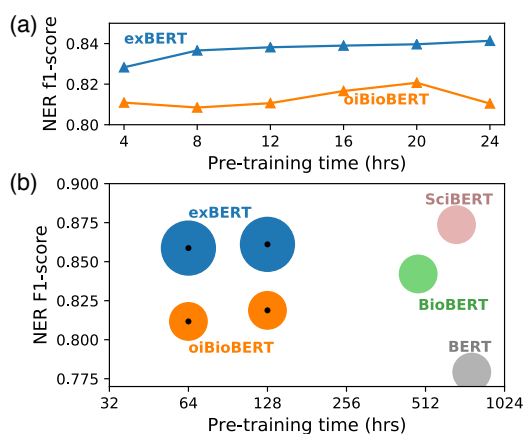 (a)
NER f1-score
0.84
0.82
0.80
exBERT
oiBioBERT
4 8 12 16 20 24
Pre-training time (hrs)
(b)
NER F1-score
0.900
0.875
0.850
0.825
0.800
0.775
SciBERT
exBERT
BioBERT
oiBioBERT
BERT
32 64 128 256 512 1024
Pre-training time (hrs)